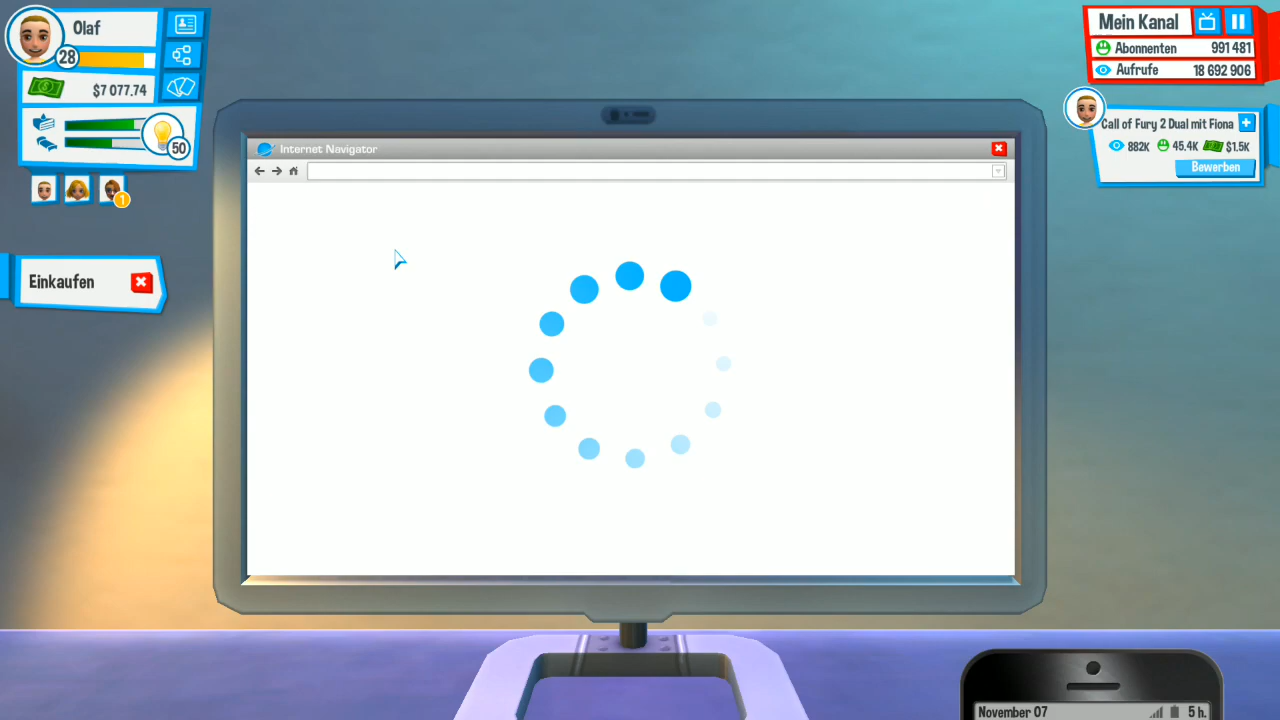 Olaf
28
$7 077.74
50
1
Einkaufen
Internet Navigator
Mein Kanal
Abonnenten 991 481
Aufrufe 18 692 906
Call of Fury 2 Dual mit Fiona
882K 45.4K $1.5K
Bewerben
November 07 5 h.